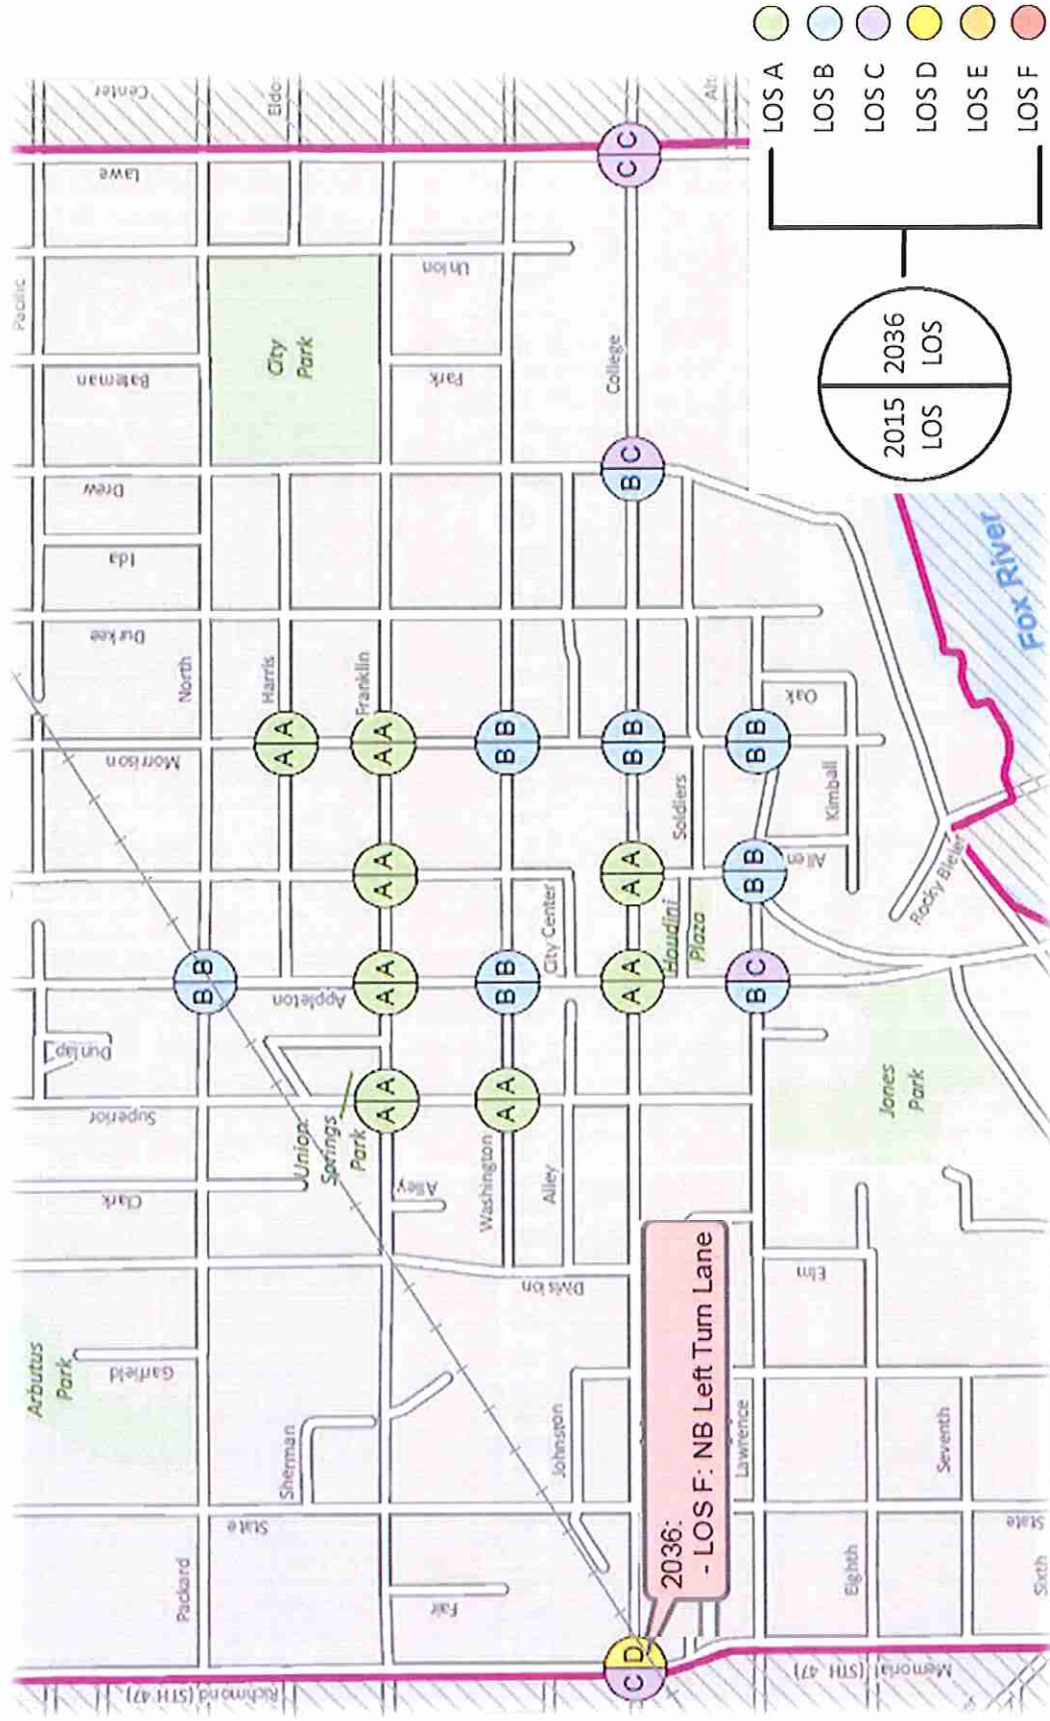 Pacific
Center
Lawe
Eldo
Union
Bateman
City
Park
Park
College
Drew
Ida
Durkee
North
Harris
Franklin
Morrison
Oak
Soldiers
Kimball
Allen
Rocky Bleier
Fox River
City Center
Houdini
Plaza
Appleton
Dunlap
Superior
Union
Springs
Park
Jones
Park
Clark
Alley
Washington
Alley
Division
Elm
Arbutus
Park
Garfield
Sherman
Johnston
Lawrence
Seventh
State
State
Packard
Fair
Eighth
Sixth
Richmond (STH 47)
Memorial (STH 47)
C C
B C
A A
A A
B B
B B
B B
A A
A A
B B
B B
A A
B B
A A
B C
A A
A A
C D
2036:
- LOS F: NB Left Turn Lane
2015 LOS
2036 LOS
LOS A
LOS B
LOS C
LOS D
LOS E
LOS F